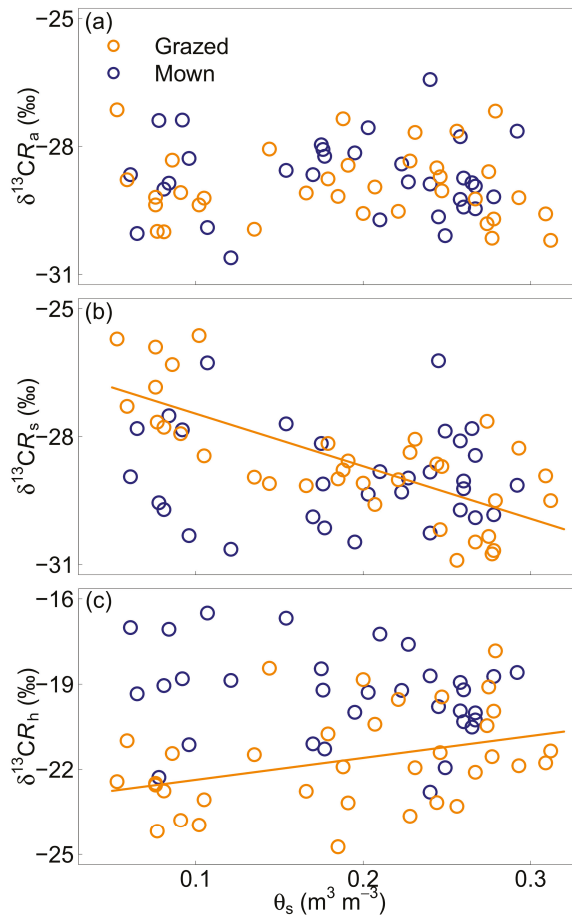 (a)
Grazed
Mown
−25
−28
−31
δ¹³CR'ₐ (‰)
(b)
−25
−28
−31
δ¹³CRₛ (‰)
(c)
−16
−19
−22
−25
δ¹³CRₕ (‰)
0.1
0.2
0.3
θₛ (m³ m⁻³)